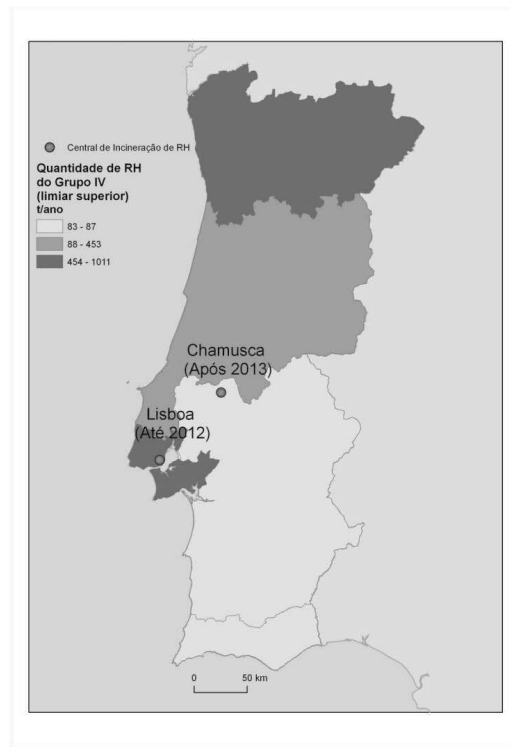 Central de Incineração de RH
Quantidade de RH
do Grupo IV
(limiar superior)
t/ano
83 - 87
88 - 453
454 - 1011
Chamusca
(Após 2013)
Lisboa
(Até 2012)
0 50 km